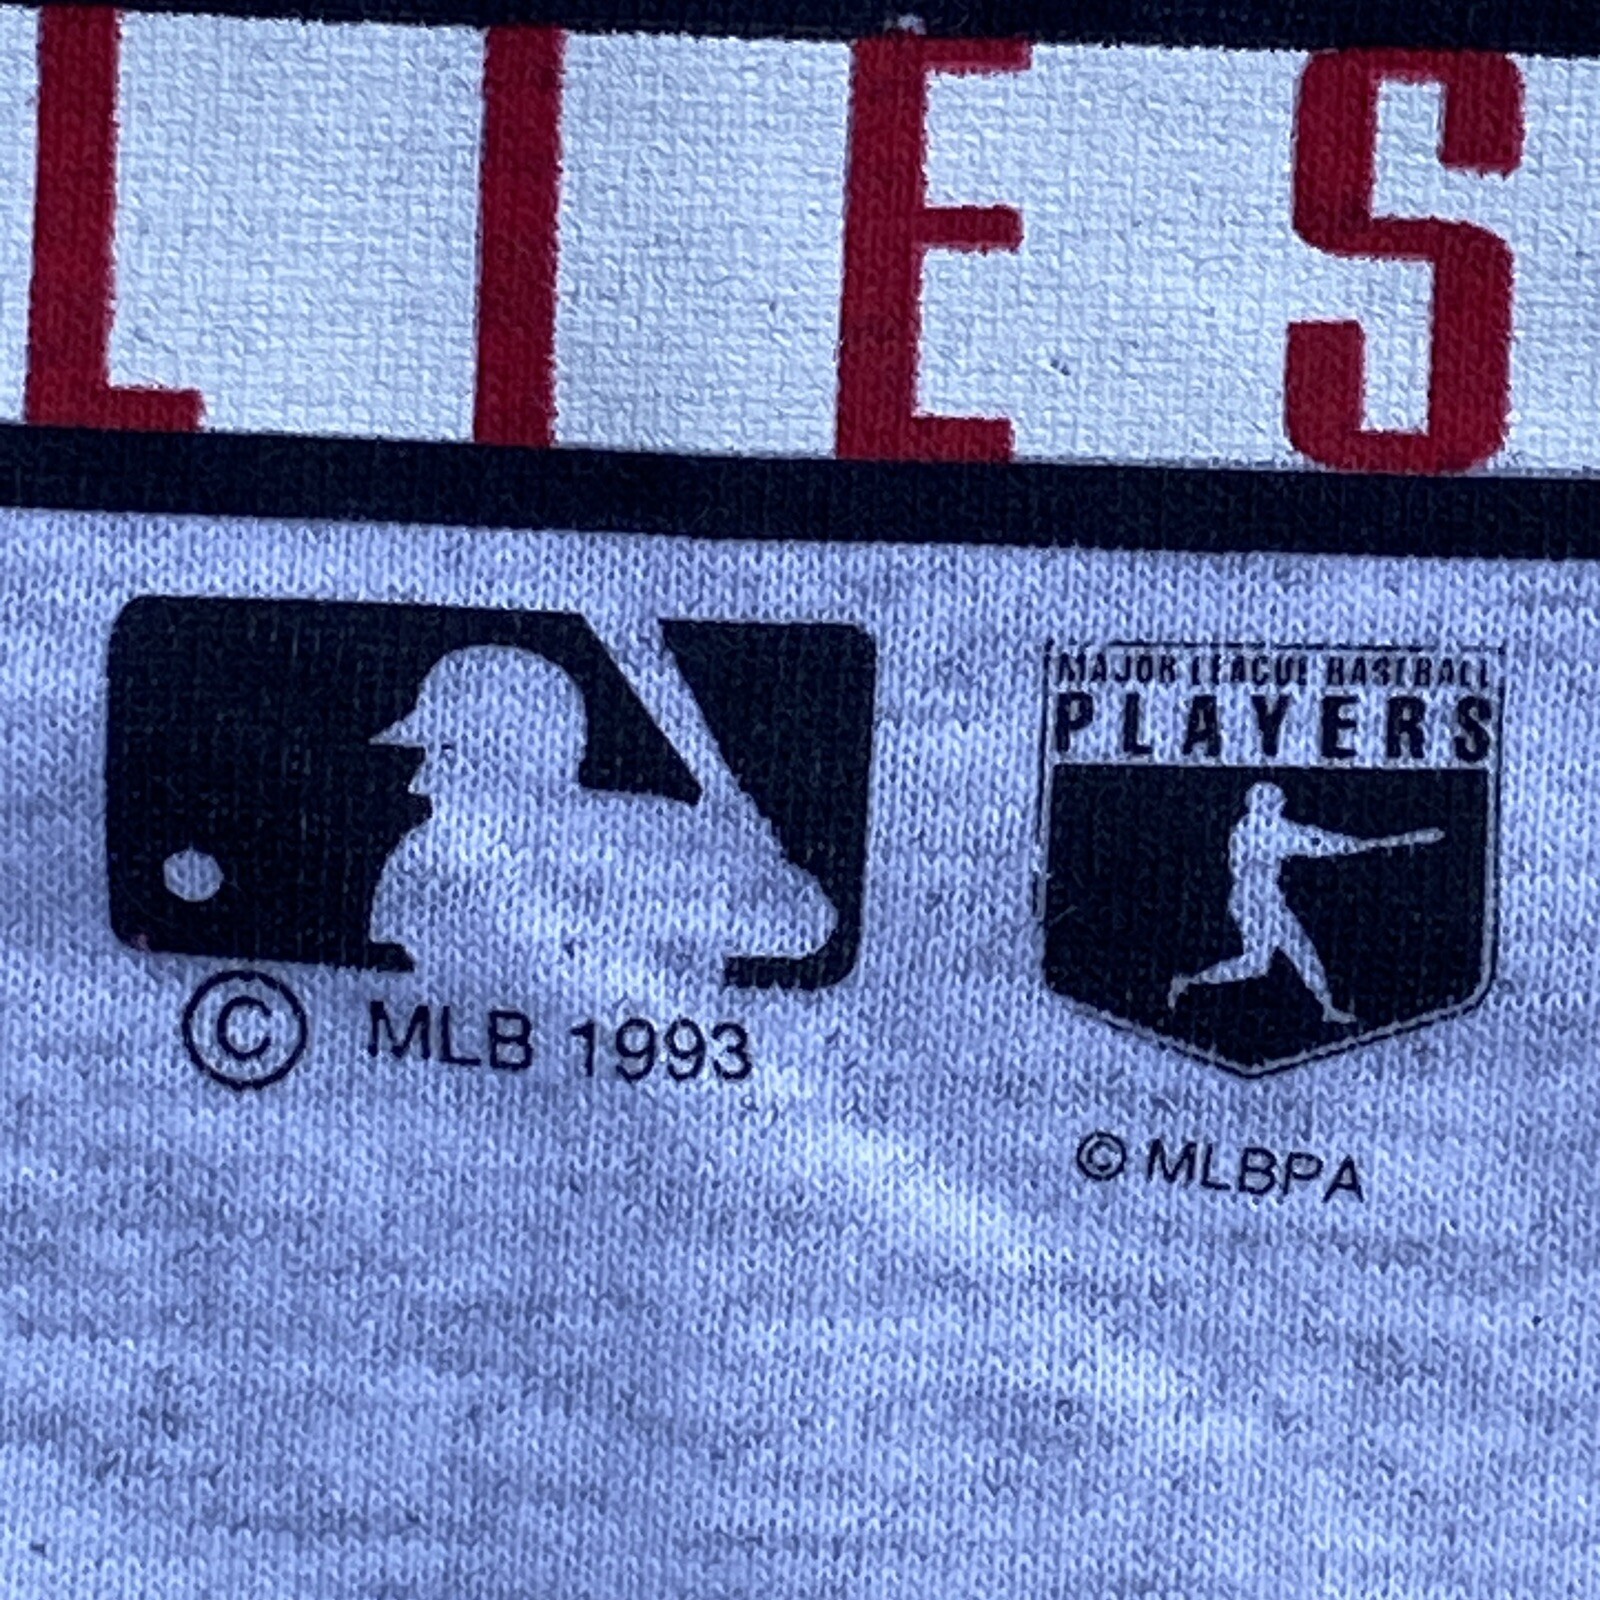 LIES
MAJOR LEAGUE BASEBALL
PLAYERS
© MLB 1993
© MLBPA